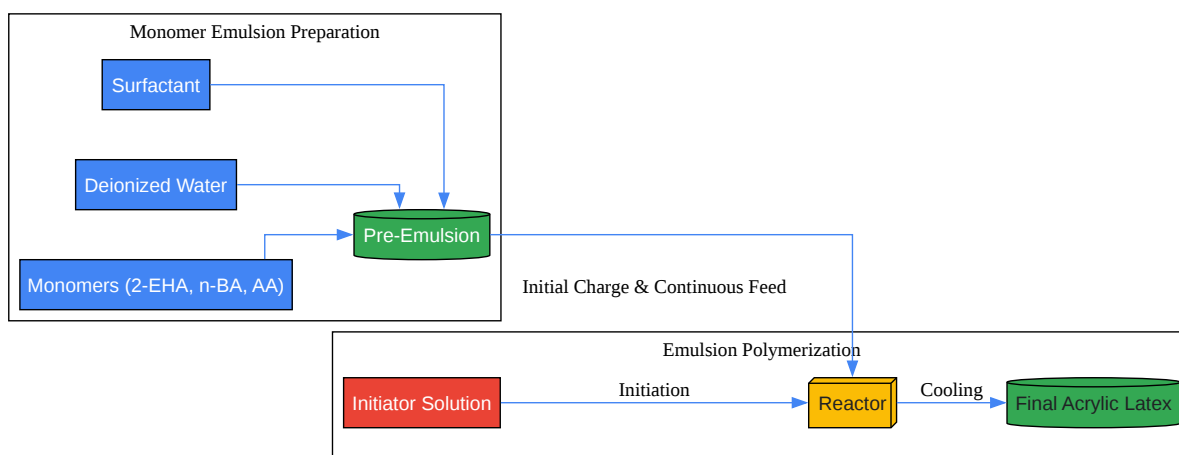 Monomer Emulsion Preparation
Surfactant
Deionized Water
Pre-Emulsion
Monomers (2-EHA, n-BA, AA)
Initial Charge & Continuous Feed
Emulsion Polymerization
Initiator Solution
Initiation
Reactor
Cooling
Final Acrylic Latex